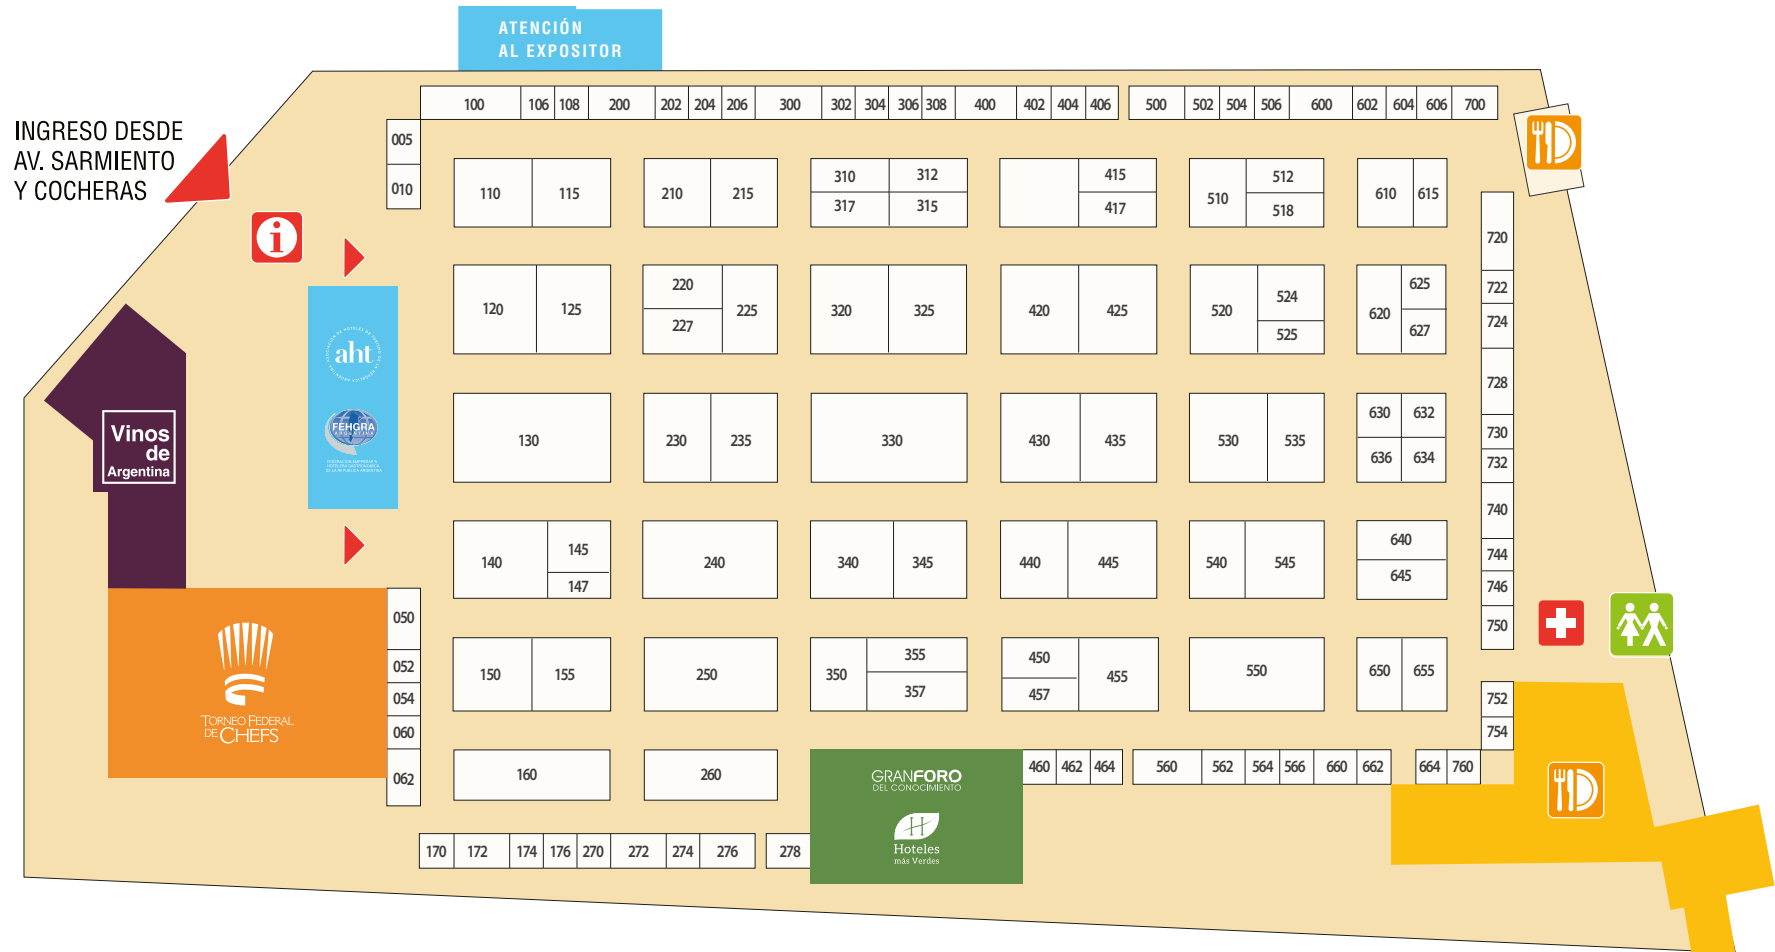 ATENCIÓN
AL EXPOSITOR
INGRESO DESDE
AV. SARMIENTO
Y COCHERAS
100 106 108 200 202 204 206 300 302 304 306 308 400 402 404 406 500 502 504 506 600 602 604 606 700
005
010
110 115 210 215 310 312 415 510 512 610 615
317 315 417 518
i
720
722
724
728
730
732
740
744
746
750
752
754
120 125 220 225 320 325 420 425 520 524 620 625
227 525 627
aht
FEHGRA
ARGENTINA
Vinos
de
Argentina
130 230 235 330 430 435 530 535 630 632
636 634
140 145 240 340 345 440 445 540 545 640
147 645
050
052
054
060
062
TORNEO FEDERAL
DE CHEFS
150 155 250 350 355 450 455 550 650 655
357 457
160 260 460 462 464 560 562 564 566 660 662 664 760
GRANFORO
DEL CONOCIMIENTO
H
Hoteles
más Verdes
170 172 174 176 270 272 274 276 278